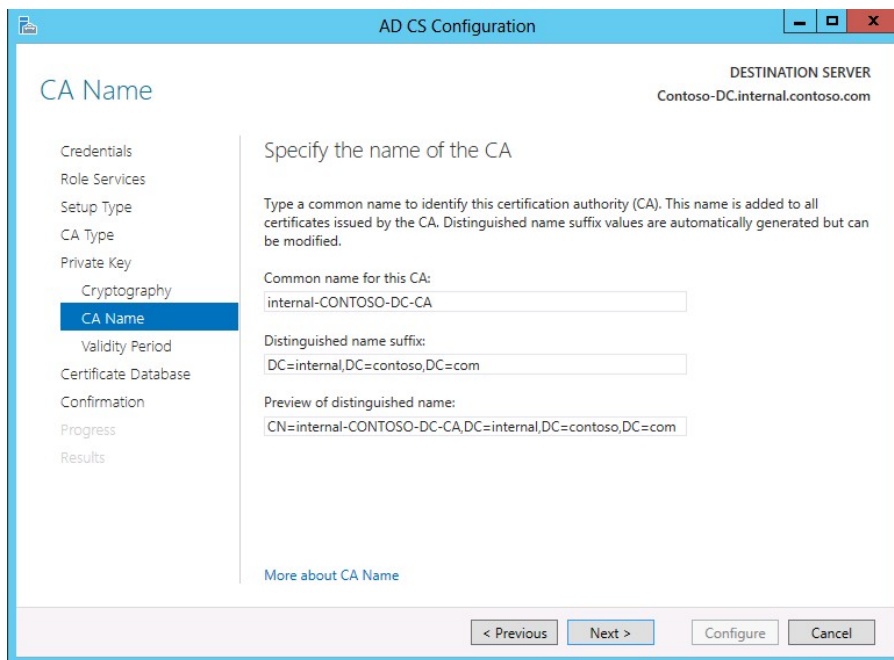 AD CS Configuration
CA Name
DESTINATION SERVER
Contoso-DC.internal.contoso.com
Credentials
Role Services
Setup Type
CA Type
Private Key
Cryptography
CA Name
Validity Period
Certificate Database
Confirmation
Progress
Results
Specify the name of the CA
Type a common name to identify this certification authority (CA). This name is added to all
certificates issued by the CA. Distinguished name suffix values are automatically generated but can
be modified.
Common name for this CA:
internal-CONTOSO-DC-CA
Distinguished name suffix:
DC=internal,DC=contoso,DC=com
Preview of distinguished name:
CN=internal-CONTOSO-DC-CA,DC=internal,DC=contoso,DC=com
More about CA Name
< Previous
Next >
Configure
Cancel